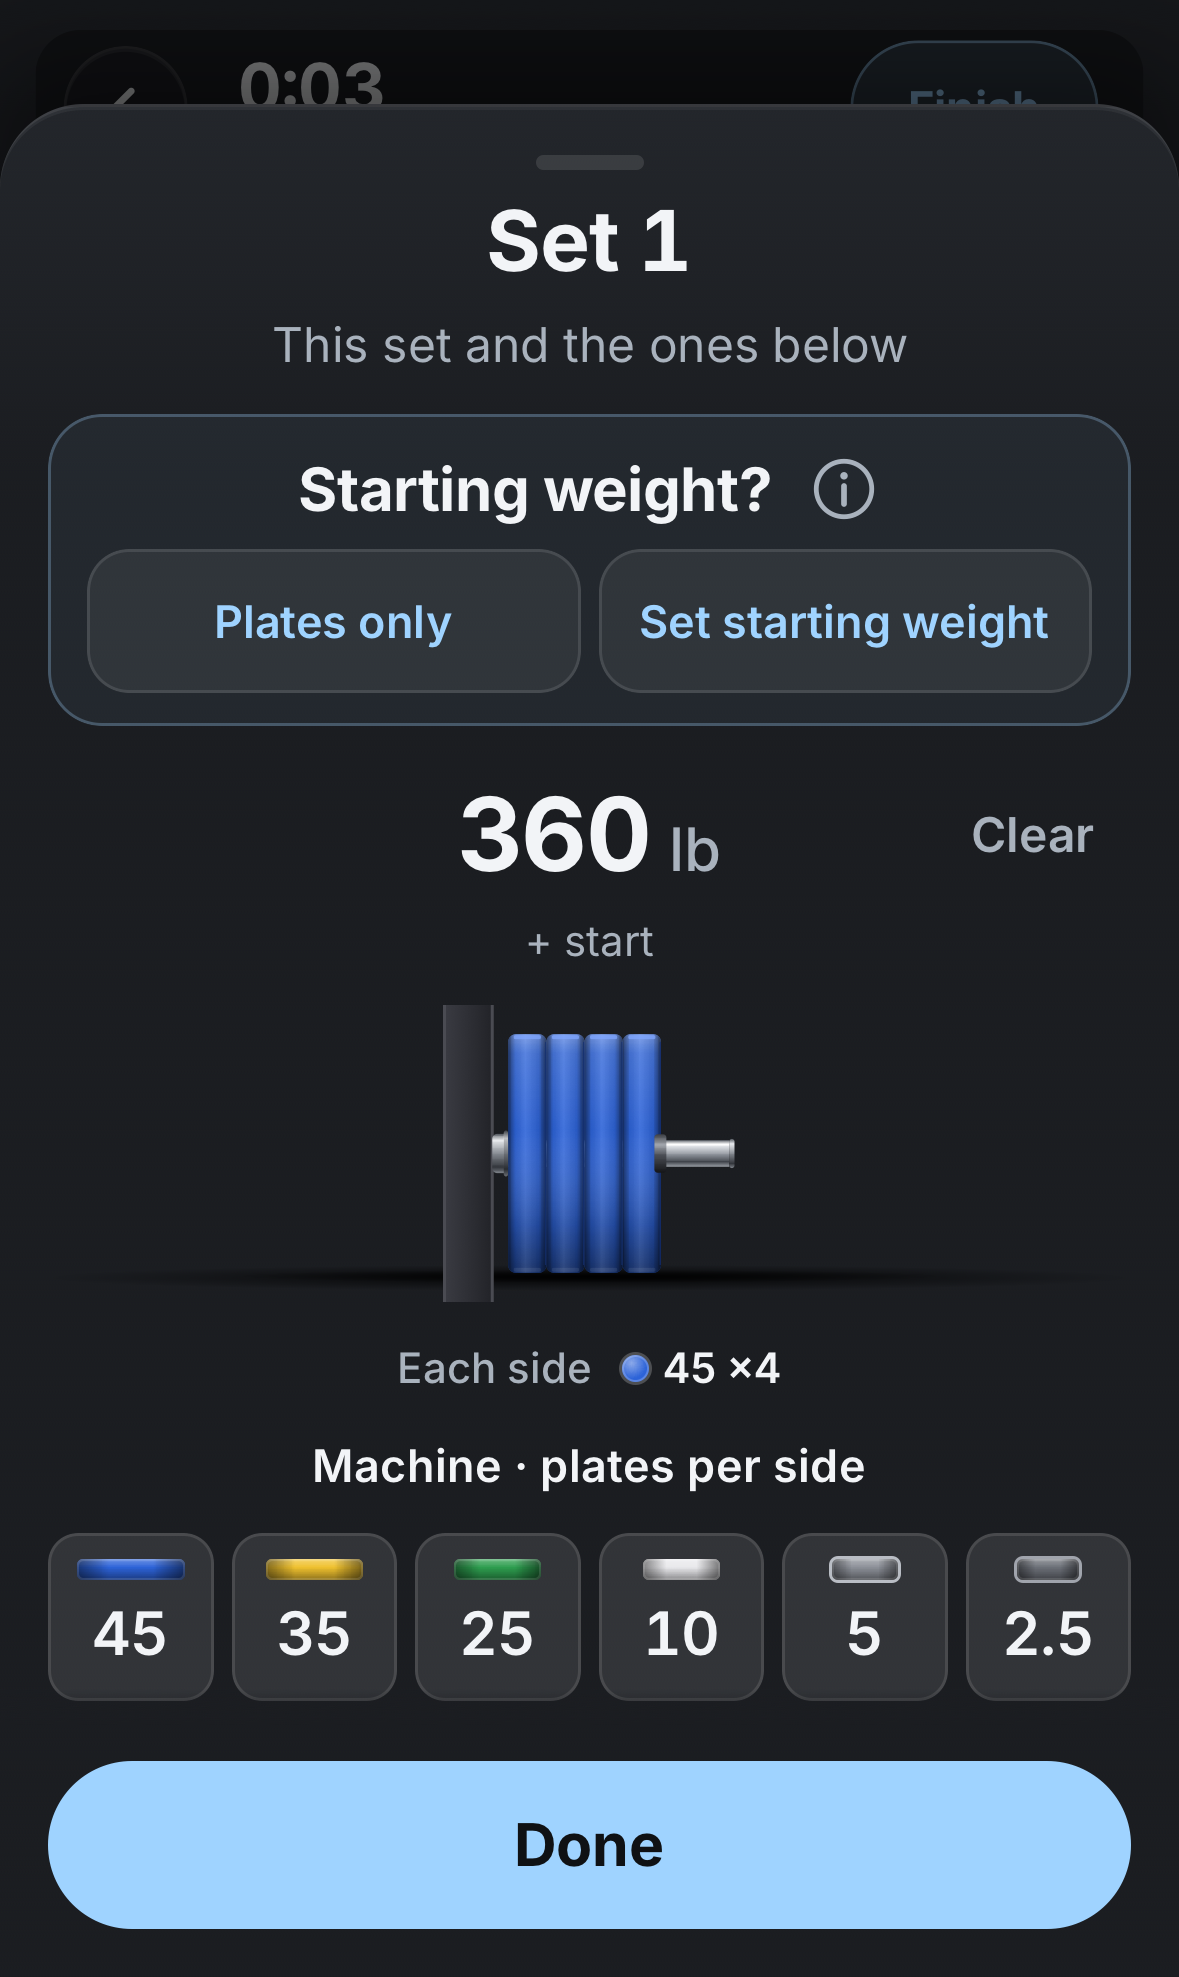 0:03
Finish
Set 1
This set and the ones below
Starting weight?
Plates only
Set starting weight
360 lb
Clear
+ start
Each side 45 ×4
Machine · plates per side
45
35
25
10
5
2.5
Done